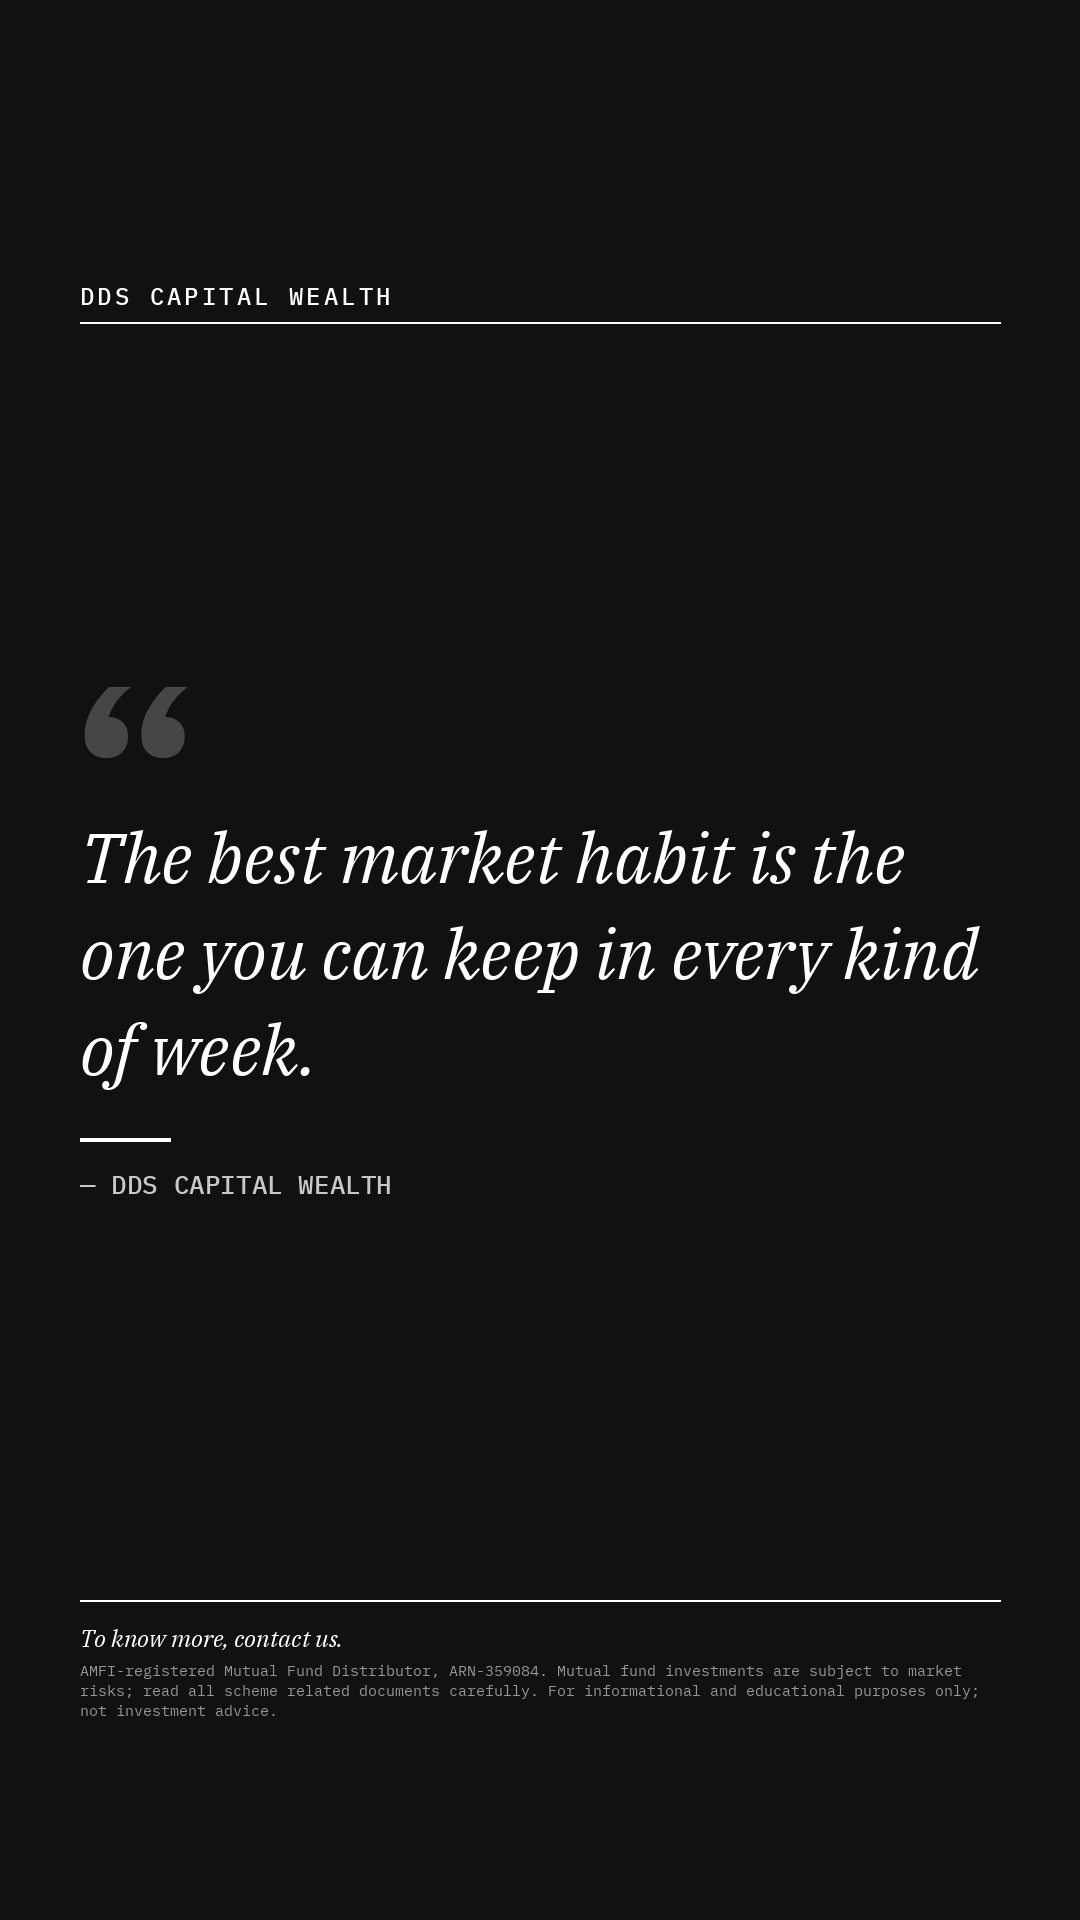 DDS CAPITAL WEALTH
“
The best market habit is the
one you can keep in every kind
of week.
— DDS CAPITAL WEALTH
To know more, contact us.
AMFI-registered Mutual Fund Distributor, ARN-359084. Mutual fund investments are subject to market
risks; read all scheme related documents carefully. For informational and educational purposes only;
not investment advice.